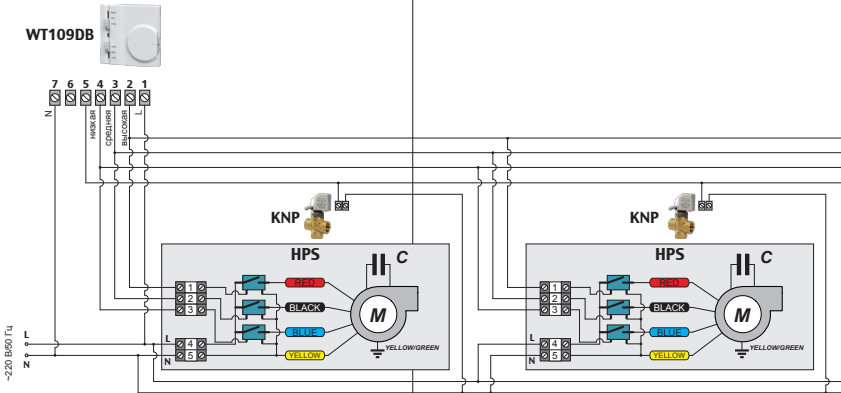 WT109DB
7 6 5 4 3 2 1
N
низкая
средняя
высокая
L
KNP
KNP
HPS
HPS
C
C
1
2
3
4
5
RED
BLACK
BLUE
YELLOW
M
YELLOW/GREEN
L
N
1
2
3
4
5
RED
BLACK
BLUE
YELLOW
M
YELLOW/GREEN
L
N
~220 В/50 Гц
L
N